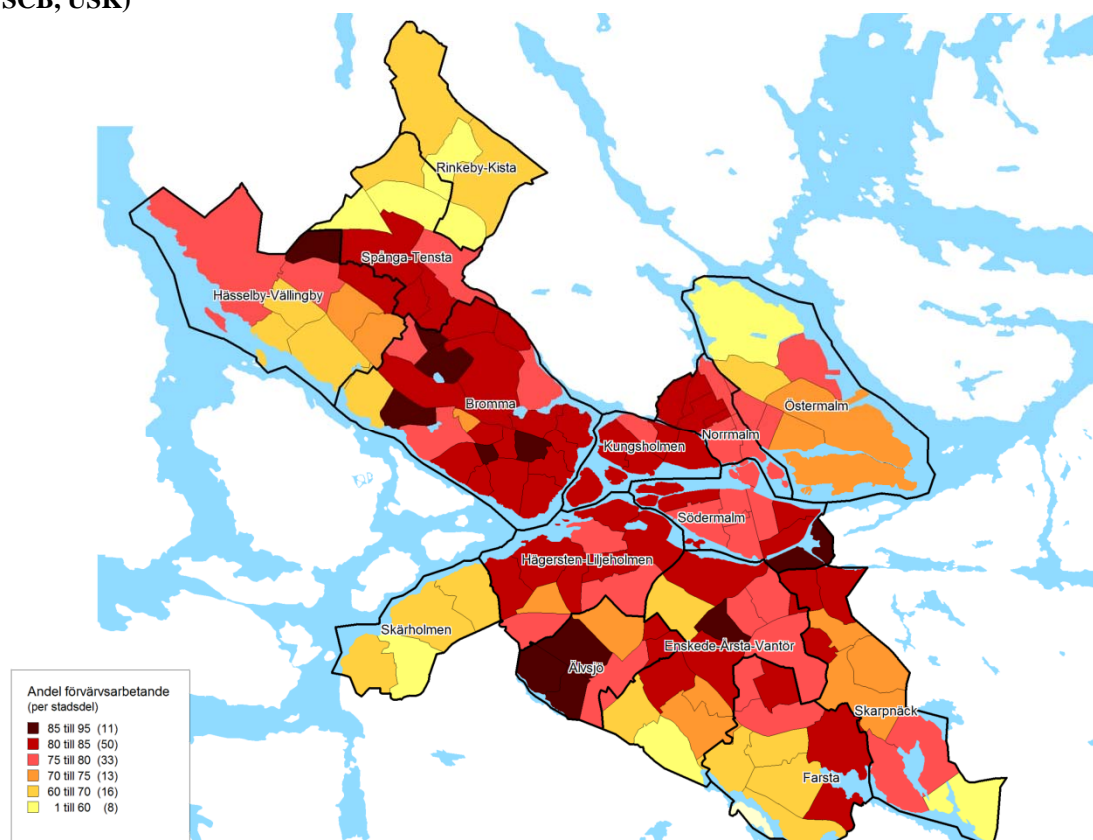 SCB, USK)
Rinkeby-Kista
Spånga-Tensta
Hässelby-Vällingby
Bromma
Östermalm
Norrmalm
Kungsholmen
Södermalm
Hägersten-Liljeholmen
Skärholmen
Enskede-Årsta-Vantör
Älvsjö
Skarpnäck
Farsta
Andel förvärvsarbetande
(per stadsdel)
85 till 95 (11)
80 till 85 (50)
75 till 80 (33)
70 till 75 (13)
60 till 70 (16)
1 till 60 (8)